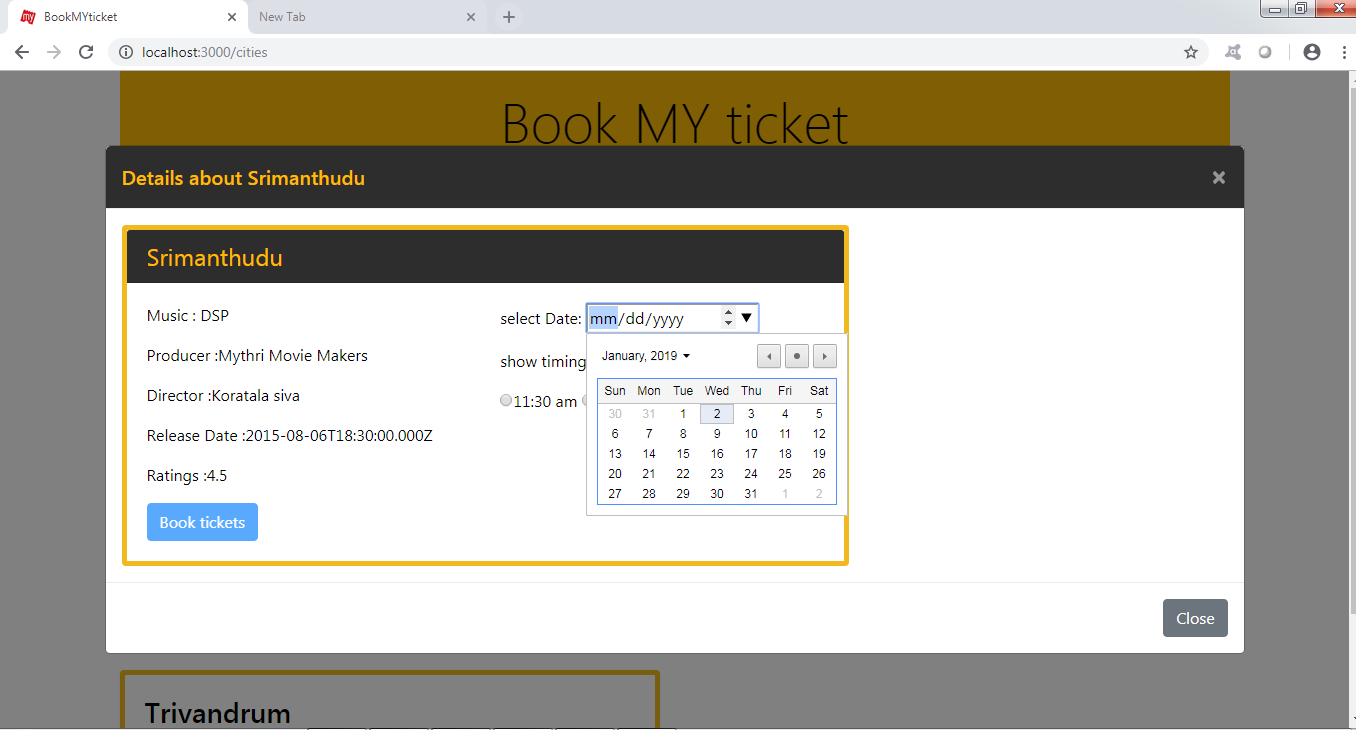 BookMYticket
New Tab
localhost:3000/cities
Book MY ticket
Details about Srimanthudu
×
Srimanthudu
Music : DSP
Producer :Mythri Movie Makers
Director :Koratala siva
Release Date :2015-08-06T18:30:00.000Z
Ratings :4.5
Book tickets
select Date: mm/dd/yyyy
show timing
11:30 am
January, 2019
Sun Mon Tue Wed Thu Fri Sat
30 31 1 2 3 4 5
6 7 8 9 10 11 12
13 14 15 16 17 18 19
20 21 22 23 24 25 26
27 28 29 30 31 1 2
Close
Trivandrum